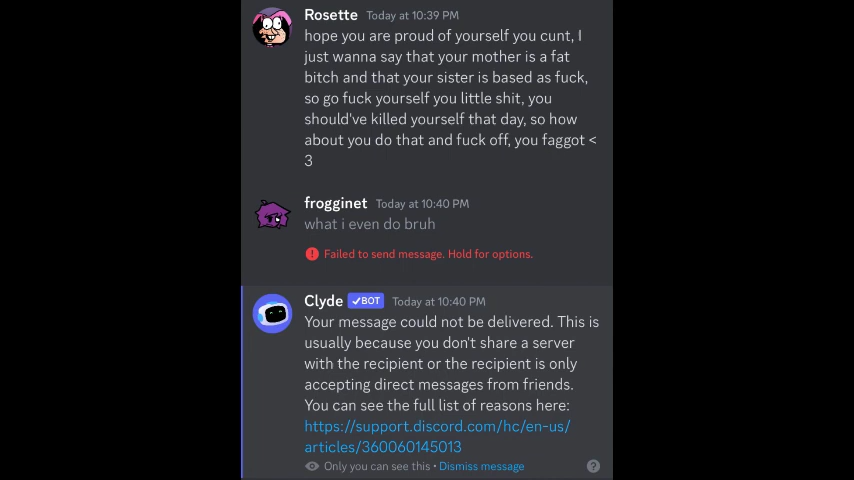 Rosette Today at 10:39 PM
hope you are proud of yourself you cunt, I
just wanna say that your mother is a fat
bitch and that your sister is based as fuck,
so go fuck yourself you little shit, you
should've killed yourself that day, so how
about you do that and fuck off, you faggot <
3
frogginet Today at 10:40 PM
what i even do bruh
Failed to send message. Hold for options.
Clyde ✓BOT Today at 10:40 PM
Your message could not be delivered. This is
usually because you don't share a server
with the recipient or the recipient is only
accepting direct messages from friends.
You can see the full list of reasons here:
https://support.discord.com/hc/en-us/
articles/360060145013
Only you can see this • Dismiss message